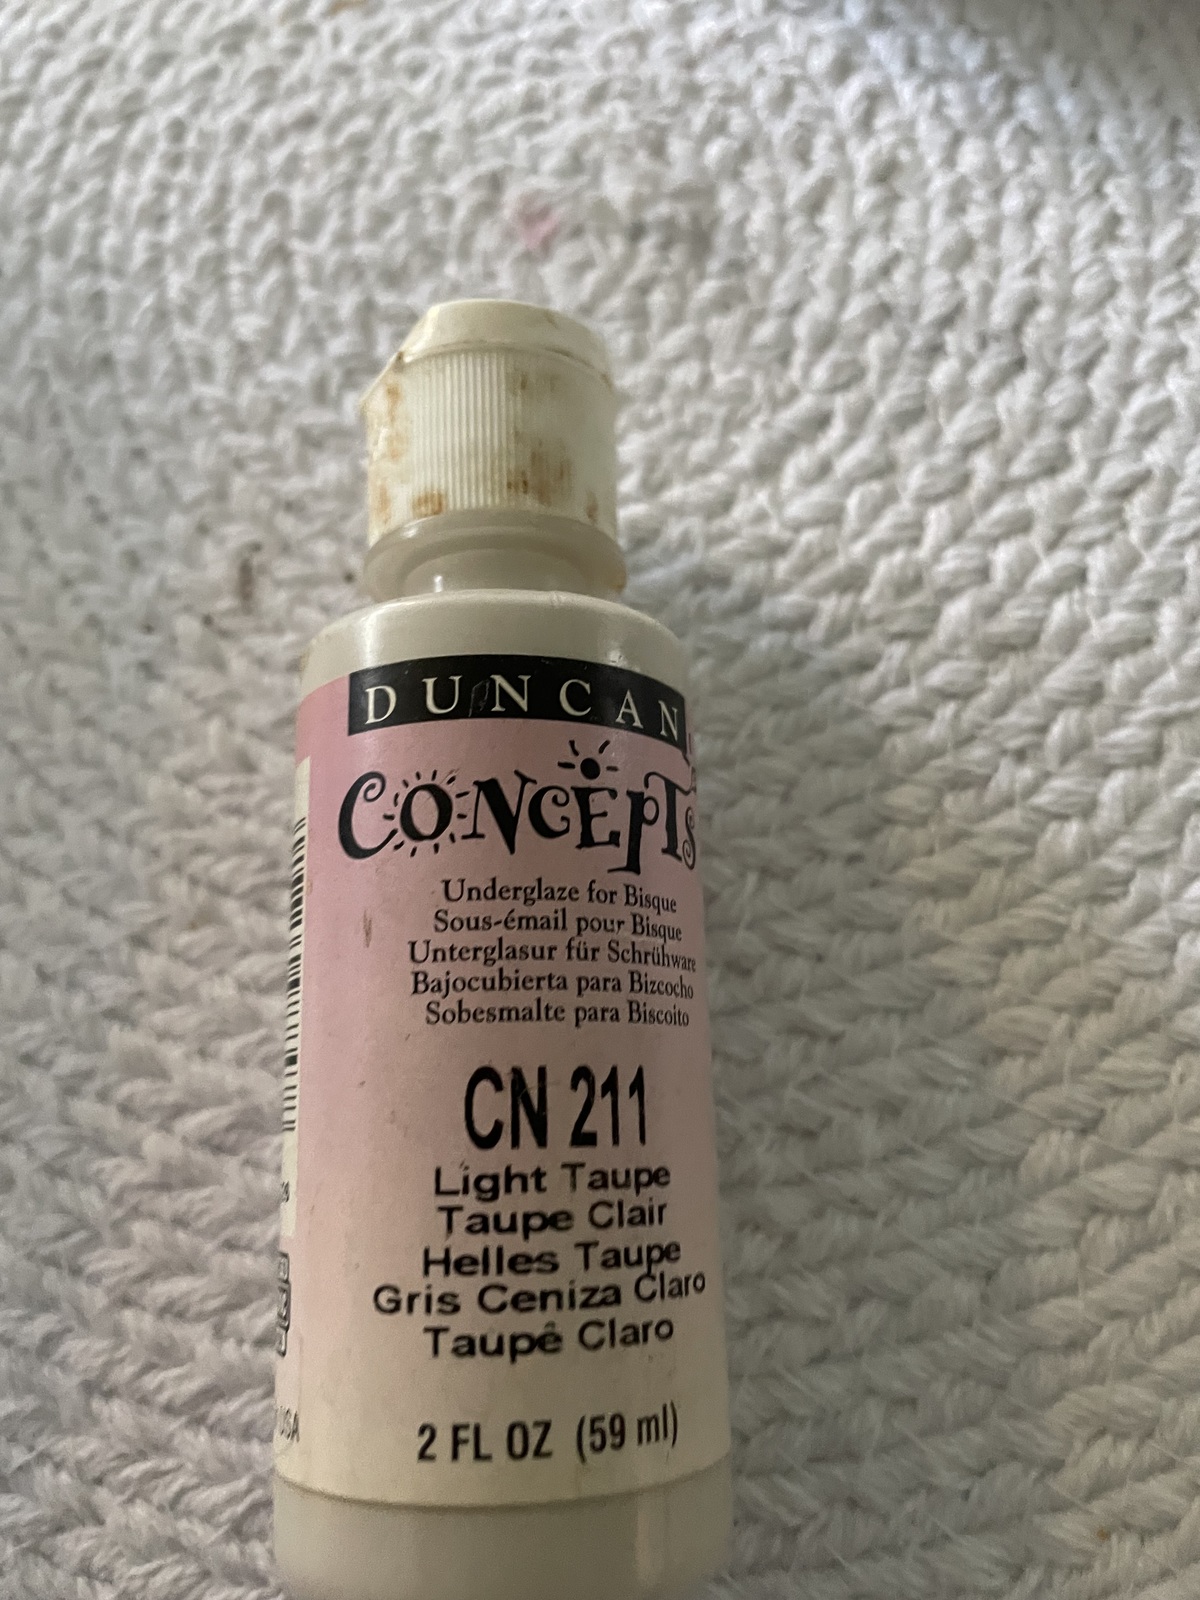 DUNCAN
CONCEPTS
Underglaze for Bisque
Sous-émail pour Bisque
Unterglasur für Schrühware
Bajocubierta para Bizcocho
Sobesmalte para Biscoito
CN 211
Light Taupe
Taupe Clair
Helles Taupe
Gris Ceniza Claro
Taupê Claro
2 FL OZ (59 ml)
USA